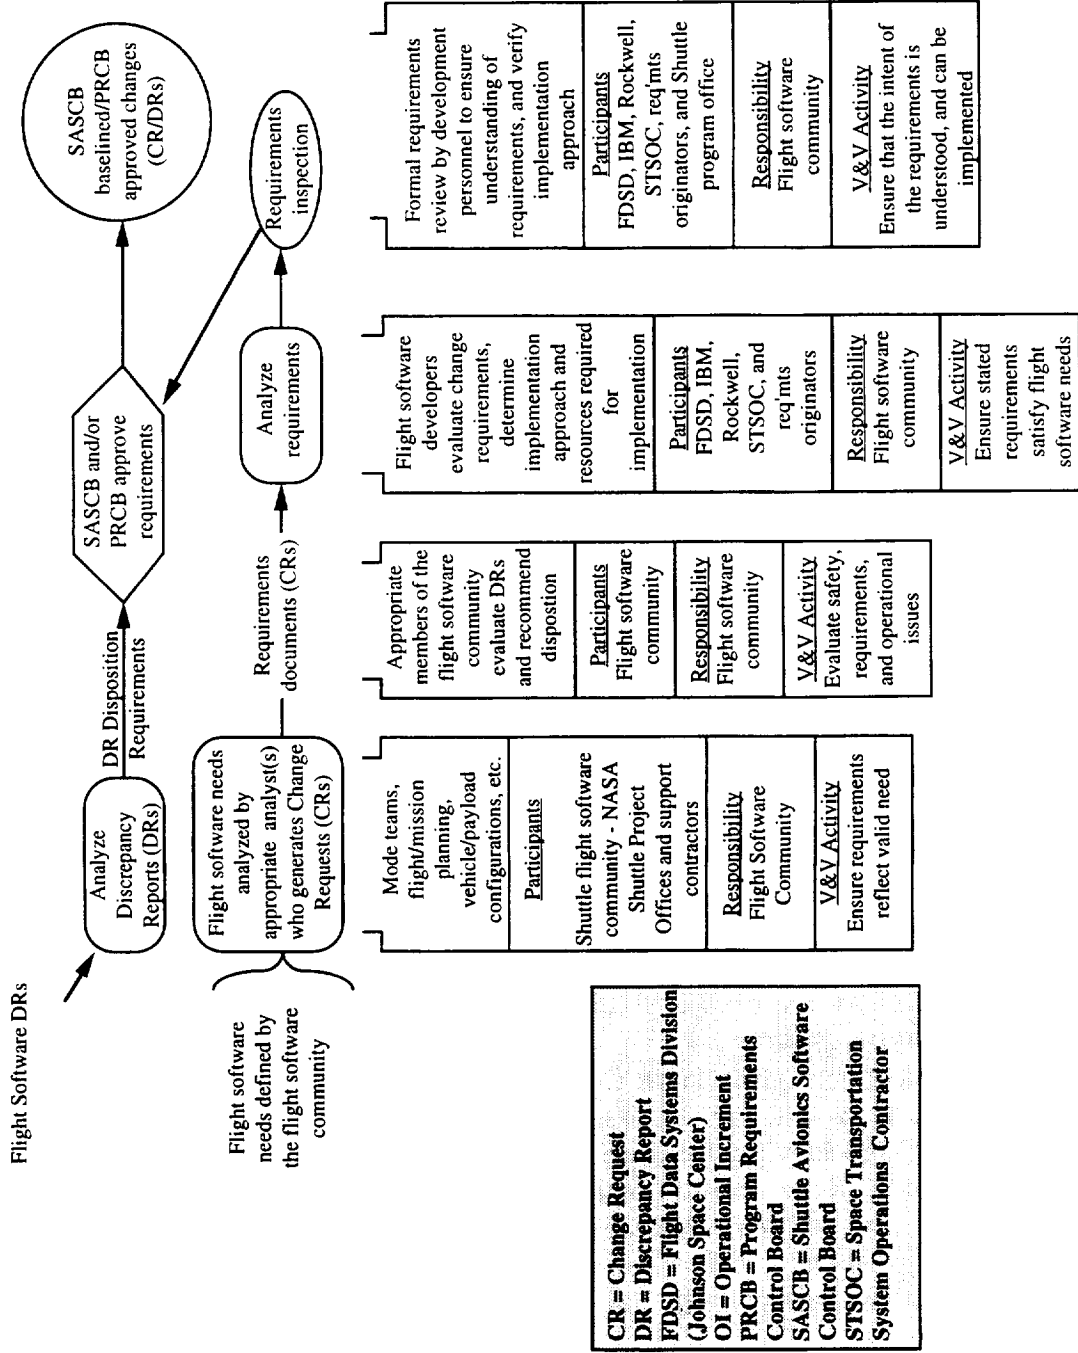 Flight Software DRs
Analyze
Discrepancy
Reports (DRs)
DR Disposition
Requirements
SASCB and/or
PRCB approve
requirements
SASCB
baselined/PRCB
approved changes
(CR/DRs)
Flight software
needs defined by
the flight software
community
Flight software needs
analyzed by
appropriate analyst(s)
who generates Change
Requests (CRs)
Requirements
documents (CRs)
Analyze
requirements
Requirements
inspection
Mode teams,
flight/mission
planning,
vehicle/payload
configurations, etc.
Participants
Shuttle flight software
community - NASA
Shuttle Project
Offices and support
contractors
Responsibility
Flight Software
Community
V&V Activity
Ensure requirements
reflect valid need
Appropriate
members of the
flight software
community
evaluate DRs
and recommend
dispostion
Participants
Flight software
community
Responsibility
Flight software
community
V&V Activity
Evaluate safety,
requirements,
and operational
issues
Flight software
developers
evaluate change
requirements,
determine
implementation
approach and
resources required
for
implementation
Participants
FDSD, IBM,
Rockwell,
STSOC, and
req'mts
originators
Responsibility
Flight software
community
V&V Activity
Ensure stated
requirements
satisfy flight
software needs
Formal requirements
review by development
personnel to ensure
understanding of
requirements, and verify
implementation
approach
Participants
FDSD, IBM, Rockwell,
STSOC, req'mts
originators, and Shuttle
program office
Responsibility
Flight software
community
V&V Activity
Ensure that the intent of
the requirements is
understood, and can be
implemented
CR = Change Request
DR = Discrepancy Report
FDSD = Flight Data Systems Division
(Johnson Space Center)
OI = Operational Increment
PRCB = Program Requirements
Control Board
SASCB = Shuttle Avionics Software
Control Board
STSOC = Space Transportation
System Operations Contractor